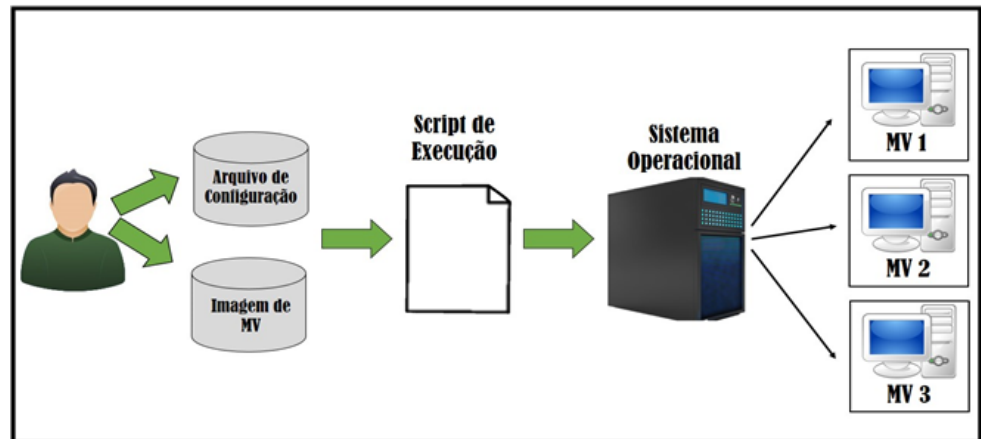 Arquivo de
Configuração
Imagem de
MV
Script de
Execução
Sistema
Operacional
MV 1
MV 2
MV 3